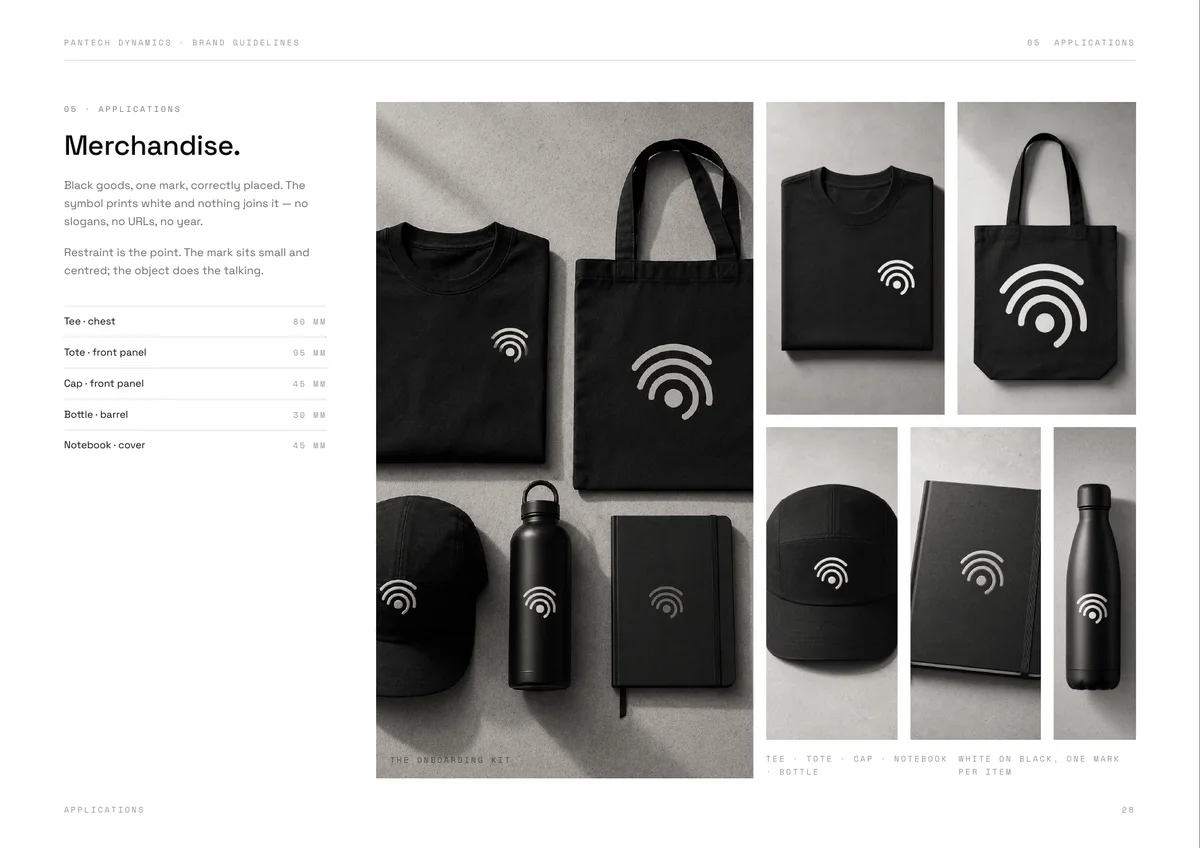 PANTECH DYNAMICS · BRAND GUIDELINES
05 APPLICATIONS
05 · APPLICATIONS
Merchandise.
Black goods, one mark, correctly placed. The
symbol prints white and nothing joins it — no
slogans, no URLs, no year.
Restraint is the point. The mark sits small and
centred; the object does the talking.
Tee · chest 80 MM
Tote · front panel 95 MM
Cap · front panel 45 MM
Bottle · barrel 30 MM
Notebook · cover 45 MM
THE ONBOARDING KIT
TEE · TOTE · CAP · NOTEBOOK
· BOTTLE
WHITE ON BLACK, ONE MARK
PER ITEM
APPLICATIONS
28